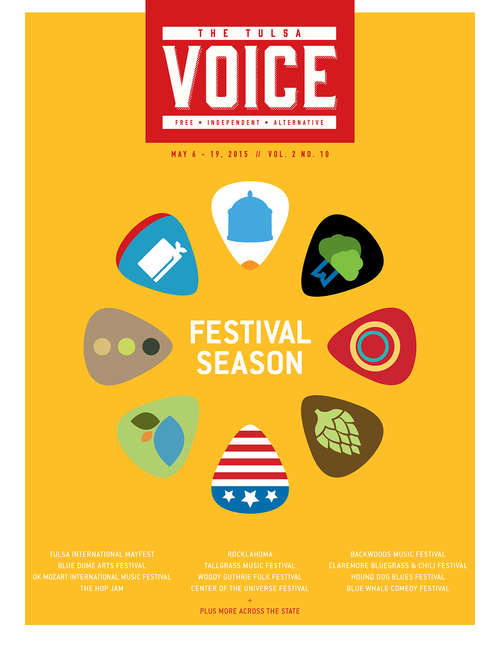 THE TULSA
VOICE
FREE • INDEPENDENT • ALTERNATIVE
MAY 6 - 19, 2015 // VOL. 2 NO. 10
FESTIVAL
SEASON
TULSA INTERNATIONAL MAYFEST
BLUE DOME ARTS FESTIVAL
OK MOZART INTERNATIONAL MUSIC FESTIVAL
THE HOP JAM
ROCKLAHOMA
TALLGRASS MUSIC FESTIVAL
WOODY GUTHRIE FOLK FESTIVAL
CENTER OF THE UNIVERSE FESTIVAL
BACKWOODS MUSIC FESTIVAL
CLAREMORE BLUEGRASS & CHILI FESTIVAL
HOUND DOG BLUES FESTIVAL
BLUE WHALE COMEDY FESTIVAL
+
PLUS MORE ACROSS THE STATE